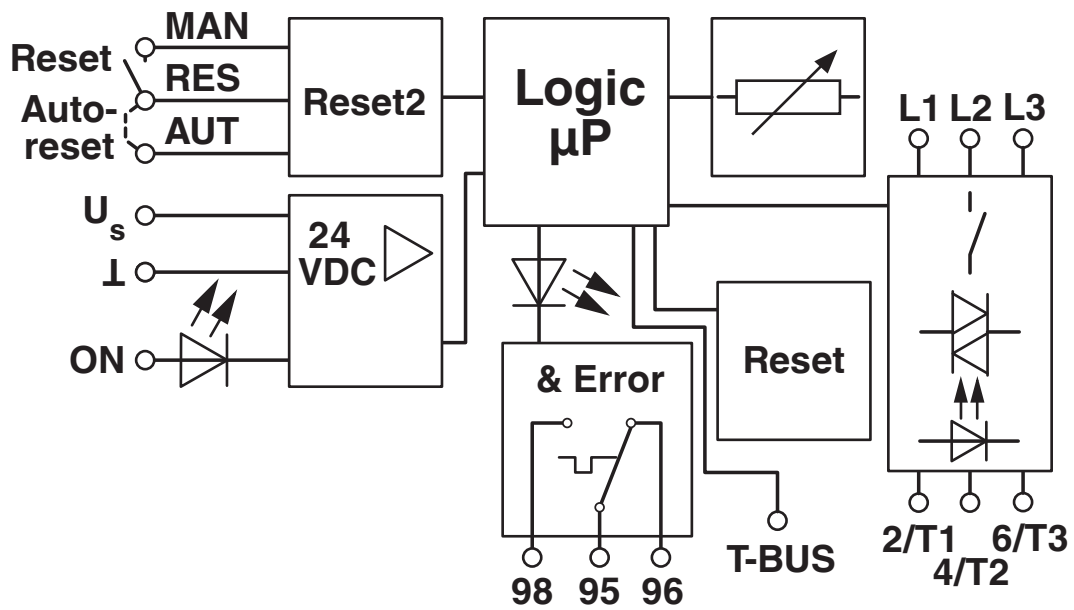 MAN
Reset
RES
Auto-
reset
AUT
Reset2
Logic
µP
L1 L2 L3
Us
⊥
24
VDC
ON
& Error
Reset
98 95 96
T-BUS
2/T1 6/T3
4/T2